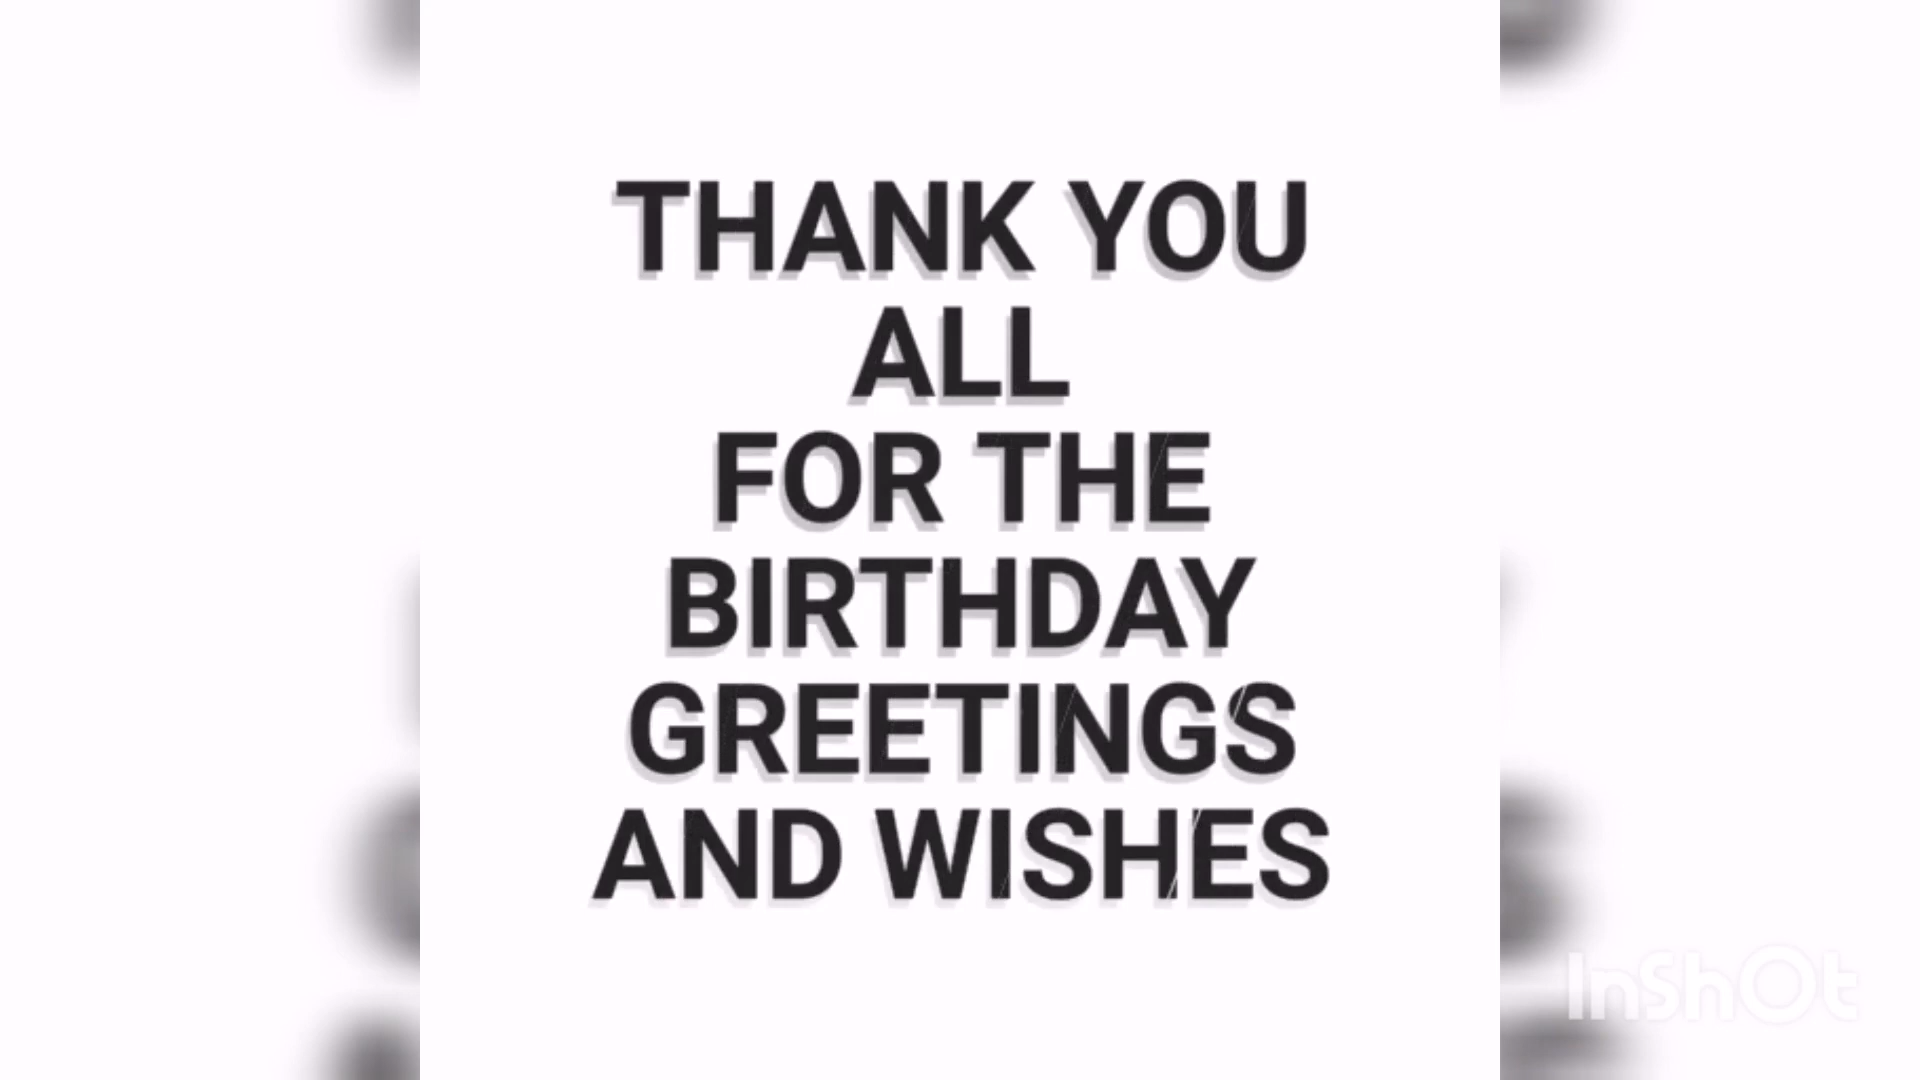 THANK YOU
ALL
FOR THE
BIRTHDAY
GREETINGS
AND WISHES
InShOt